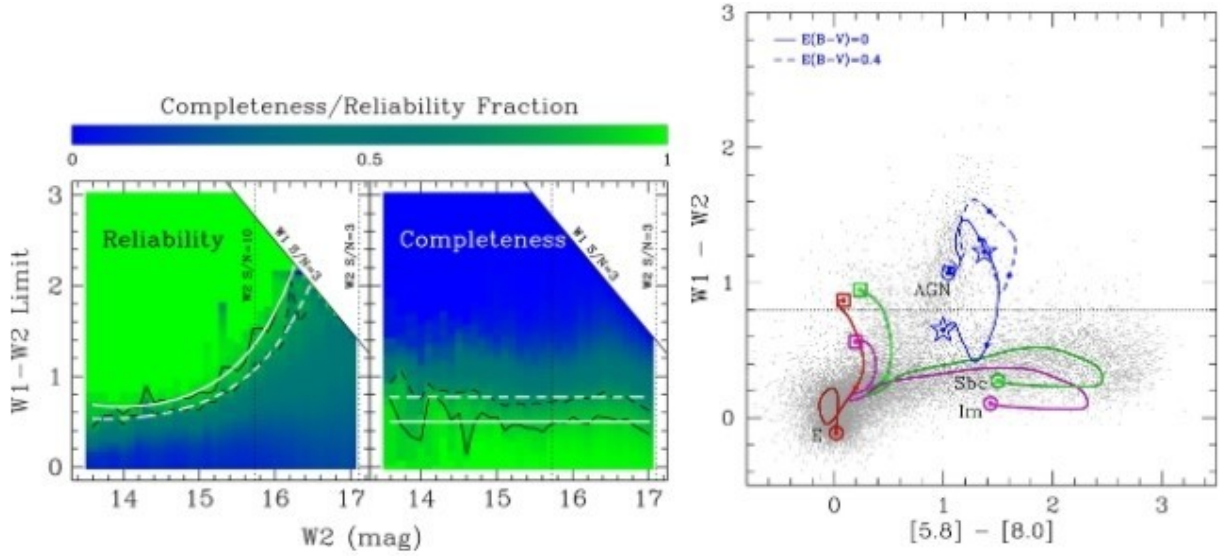 Completeness/Reliability Fraction
0
0.5
1
W1-W2 Limit
3
2
1
0
Reliability
W2 S/N=10
W1 S/N=3
W2 S/N=3
Completeness
W1 S/N=3
W2 S/N=3
14
15
16
17
14
15
16
17
W2 (mag)
W1 - W2
3
2
1
0
E(B-V)=0
E(B-V)=0.4
AGN
Sbc
Im
E
0
1
2
3
[5.8] - [8.0]